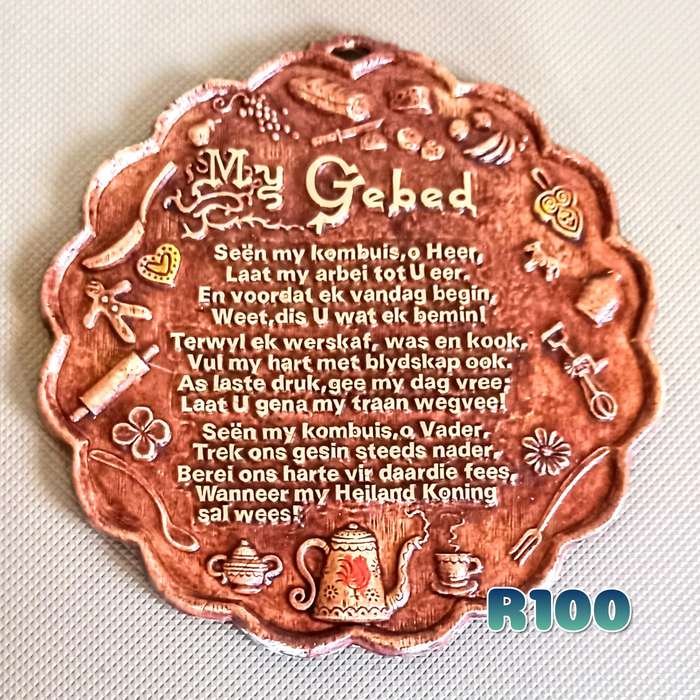 My Gebed
Seën my kombuis,o Heer,
Laat my arbei tot U eer.
En voordat ek vandag begin,
Weet,dis U wat ek bemin!
Terwyl ek werskaf, was en kook,
Vul my hart met blydskap ook.
As laste druk,gee my dag vree;
Laat U gena my traan wegvee!
Seën my kombuis,o Vader,
Trek ons gesin steeds nader,
Berei ons harte vir daardie fees,
Wanneer my Heiland Koning
sal wees!
R100